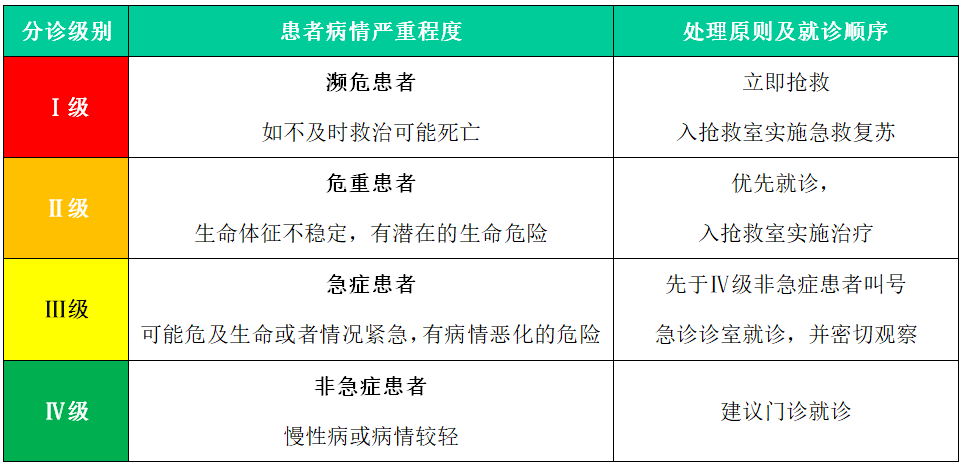 分诊级别 患者病情严重程度 处理原则及就诊顺序
Ⅰ级
濒危患者
如不及时救治可能死亡
立即抢救
入抢救室实施急救复苏
Ⅱ级
危重患者
生命体征不稳定，有潜在的生命危险
优先就诊，
入抢救室实施治疗
Ⅲ级
急症患者
可能危及生命或者情况紧急，有病情恶化的危险
先于Ⅳ级非急症患者叫号
急诊诊室就诊，并密切观察
Ⅳ级
非急症患者
慢性病或病情较轻
建议门诊就诊